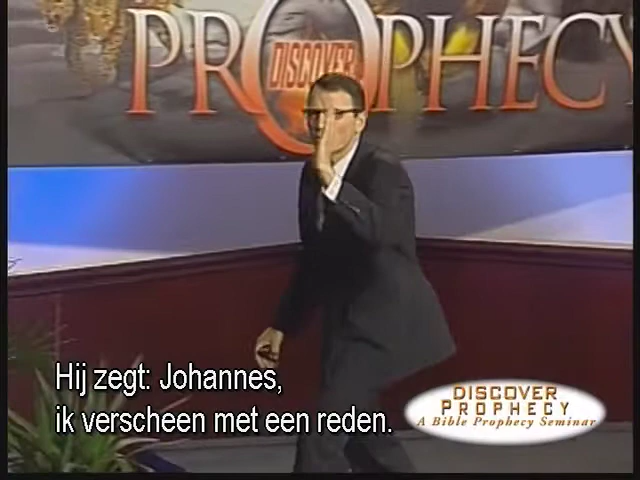 DISCOVER
PROPHECY
Hij zegt: Johannes,
ik verscheen met een reden.
DISCOVER
PROPHECY
A Bible Prophecy Seminar